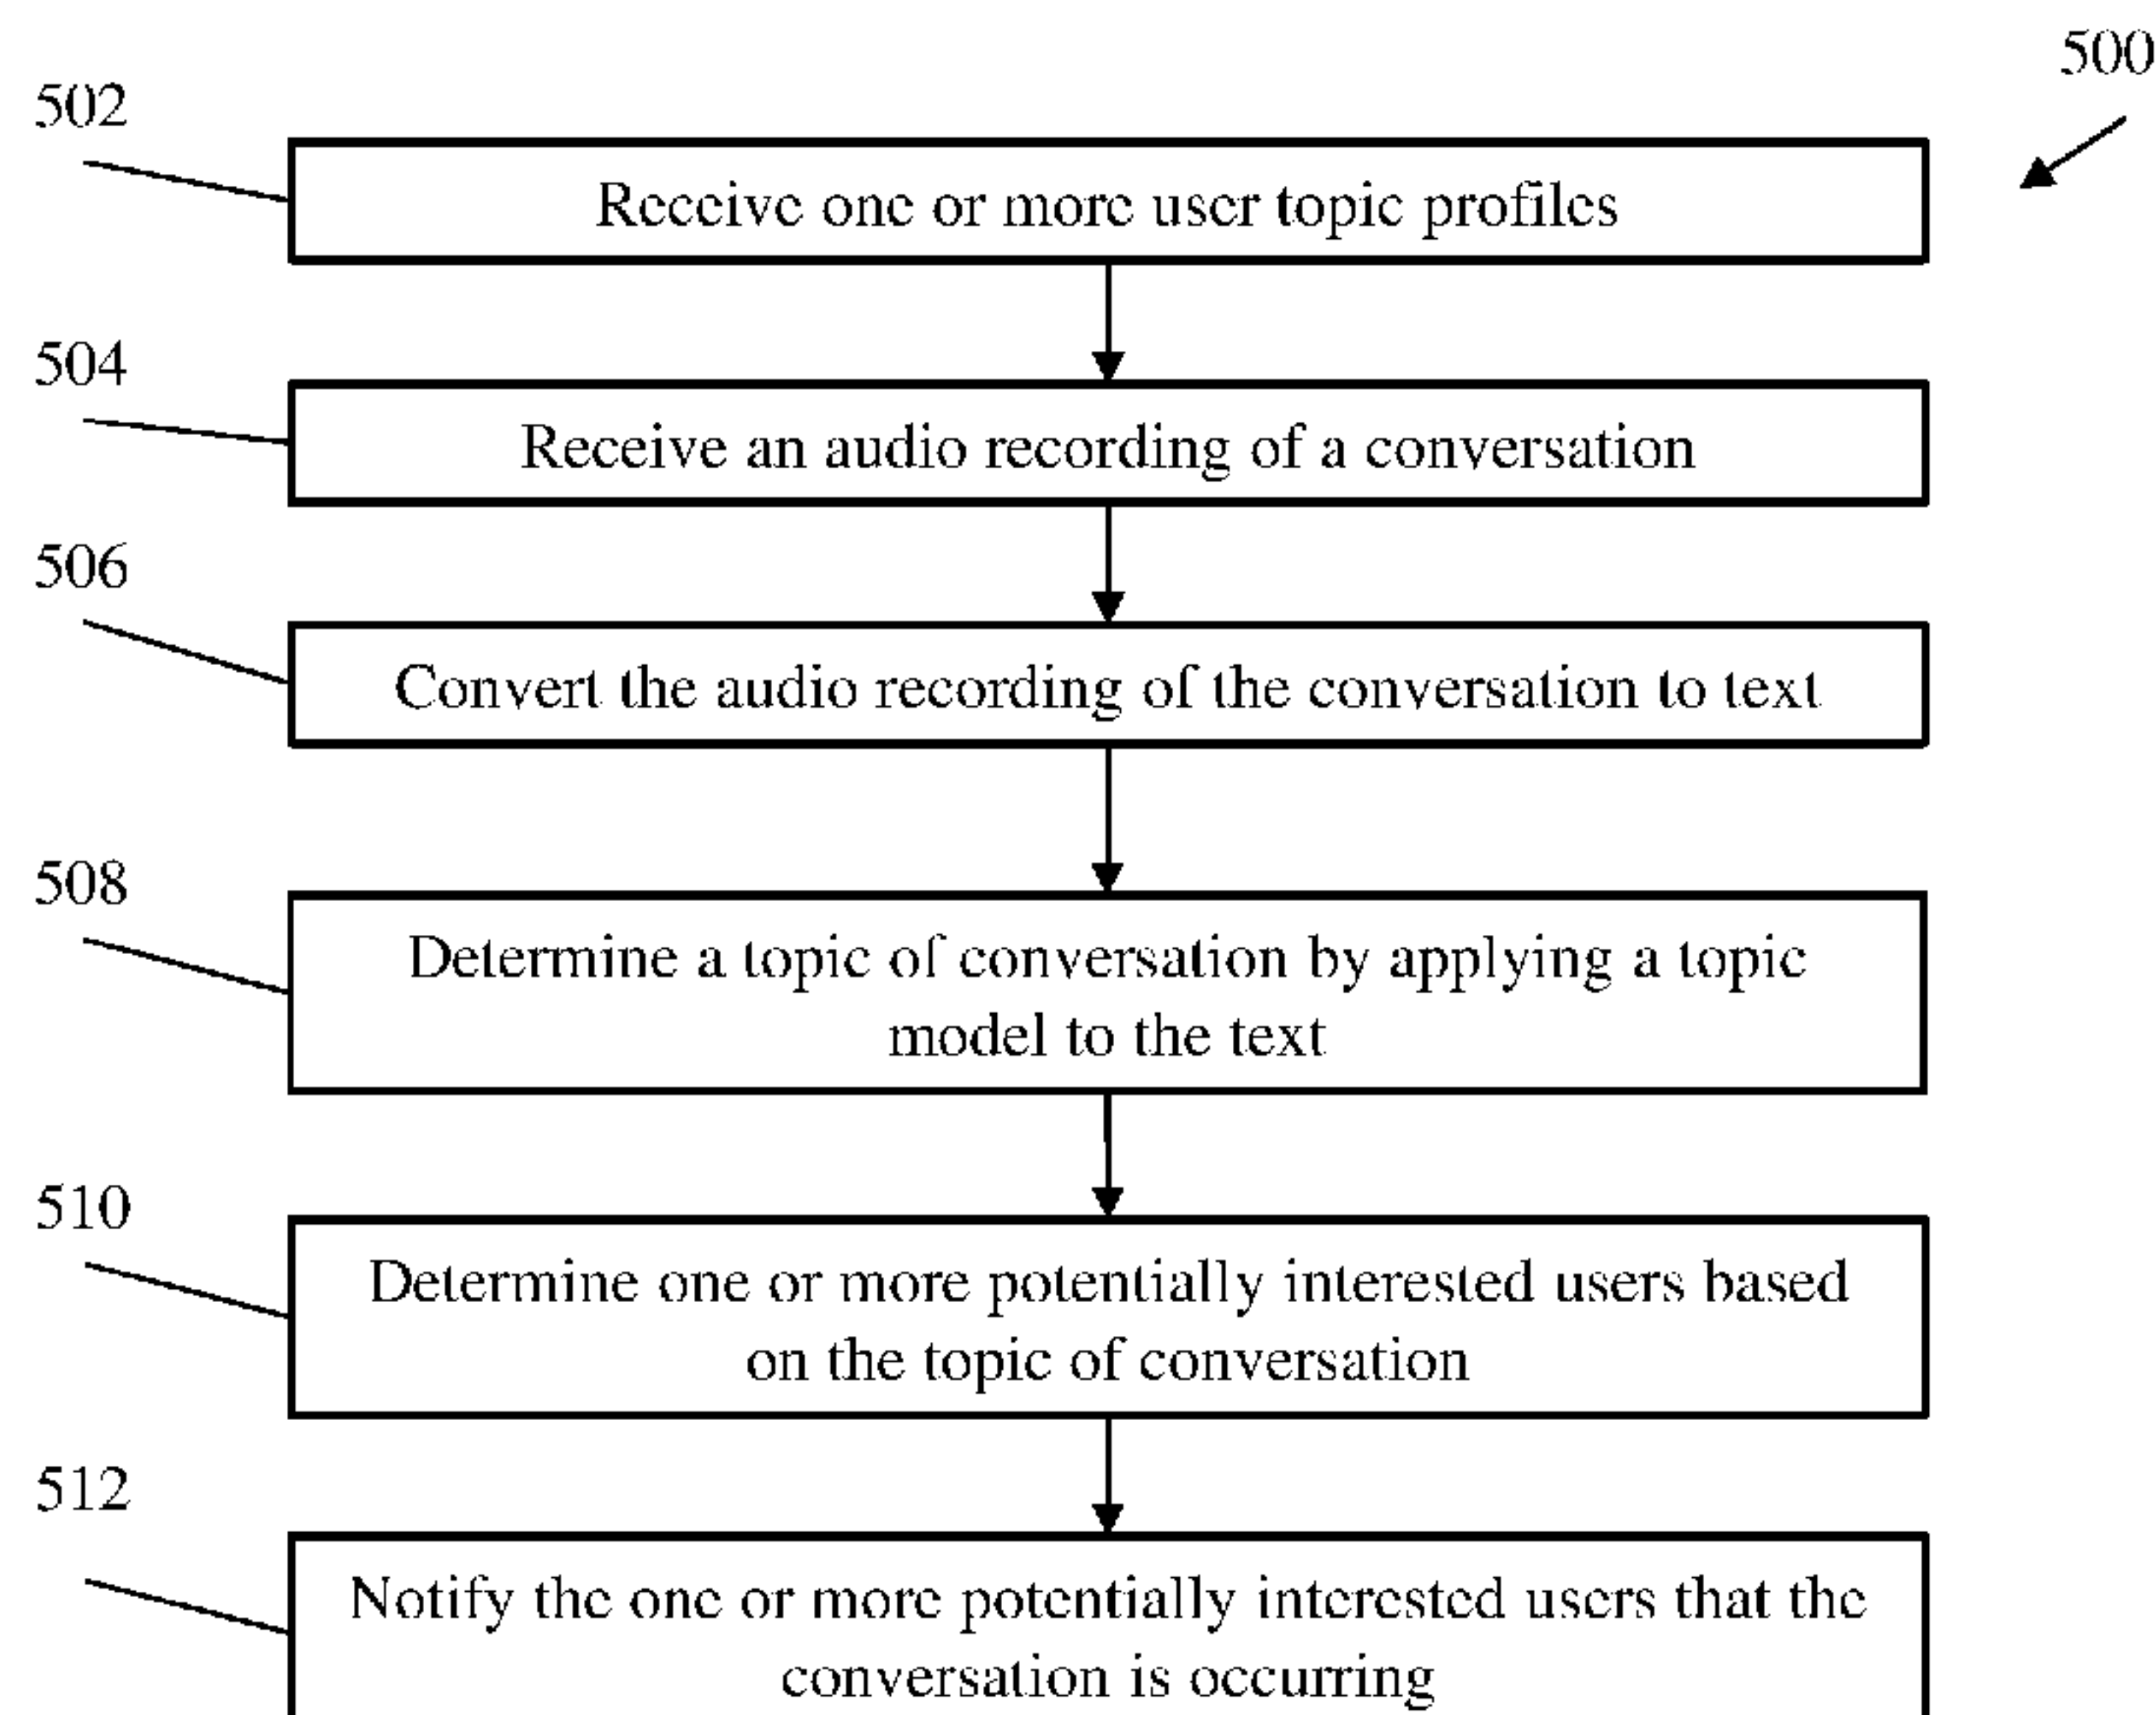 500
502
Receive one or more user topic profiles
504
Receive an audio recording of a conversation
506
Convert the audio recording of the conversation to text
508
Determine a topic of conversation by applying a topic
model to the text
510
Determine one or more potentially interested users based
on the topic of conversation
512
Notify the one or more potentially interested users that the
conversation is occurring